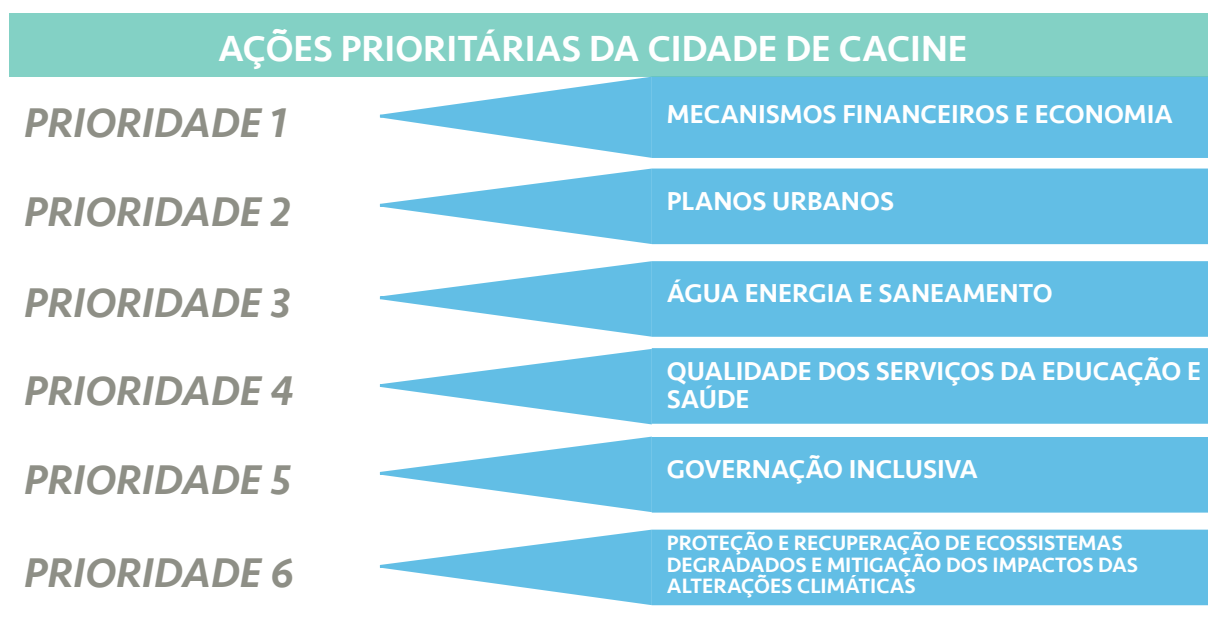 AÇÕES PRIORITÁRIAS DA CIDADE DE CACINE
PRIORIDADE 1
MECANISMOS FINANCEIROS E ECONOMIA
PRIORIDADE 2
PLANOS URBANOS
PRIORIDADE 3
ÁGUA ENERGIA E SANEAMENTO
PRIORIDADE 4
QUALIDADE DOS SERVIÇOS DA EDUCAÇÃO E
SAÚDE
PRIORIDADE 5
GOVERNAÇÃO INCLUSIVA
PRIORIDADE 6
PROTEÇÃO E RECUPERAÇÃO DE ECOSSISTEMAS
DEGRADADOS E MITIGAÇÃO DOS IMPACTOS DAS
ALTERAÇÕES CLIMÁTICAS